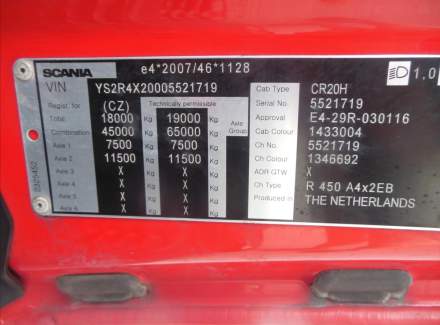 SCANIA e4*2007/46*1128 1.0
VIN YS2R4X20005521719 Cab Type CR20H
Regist. for (CZ) Technically permissible Serial No. 5521719
Total 18000 Kg 19000 Kg Axle Group Approval E4-29R-030116
Combination 45000 Kg 65000 Kg Cab Colour 1433004
Axle 1 7500 Kg 7500 Kg Ch No. 5521719
Axle 2 11500 Kg 11500 Kg Ch Colour 1346692
Axle 3 X Kg X Kg ADR GTW X
Axle 4 X Kg X Kg Ch Type R 450 A4x2EB
Axle 5 X Kg X Kg Produced in THE NETHERLANDS
Axle 6 X Kg X Kg